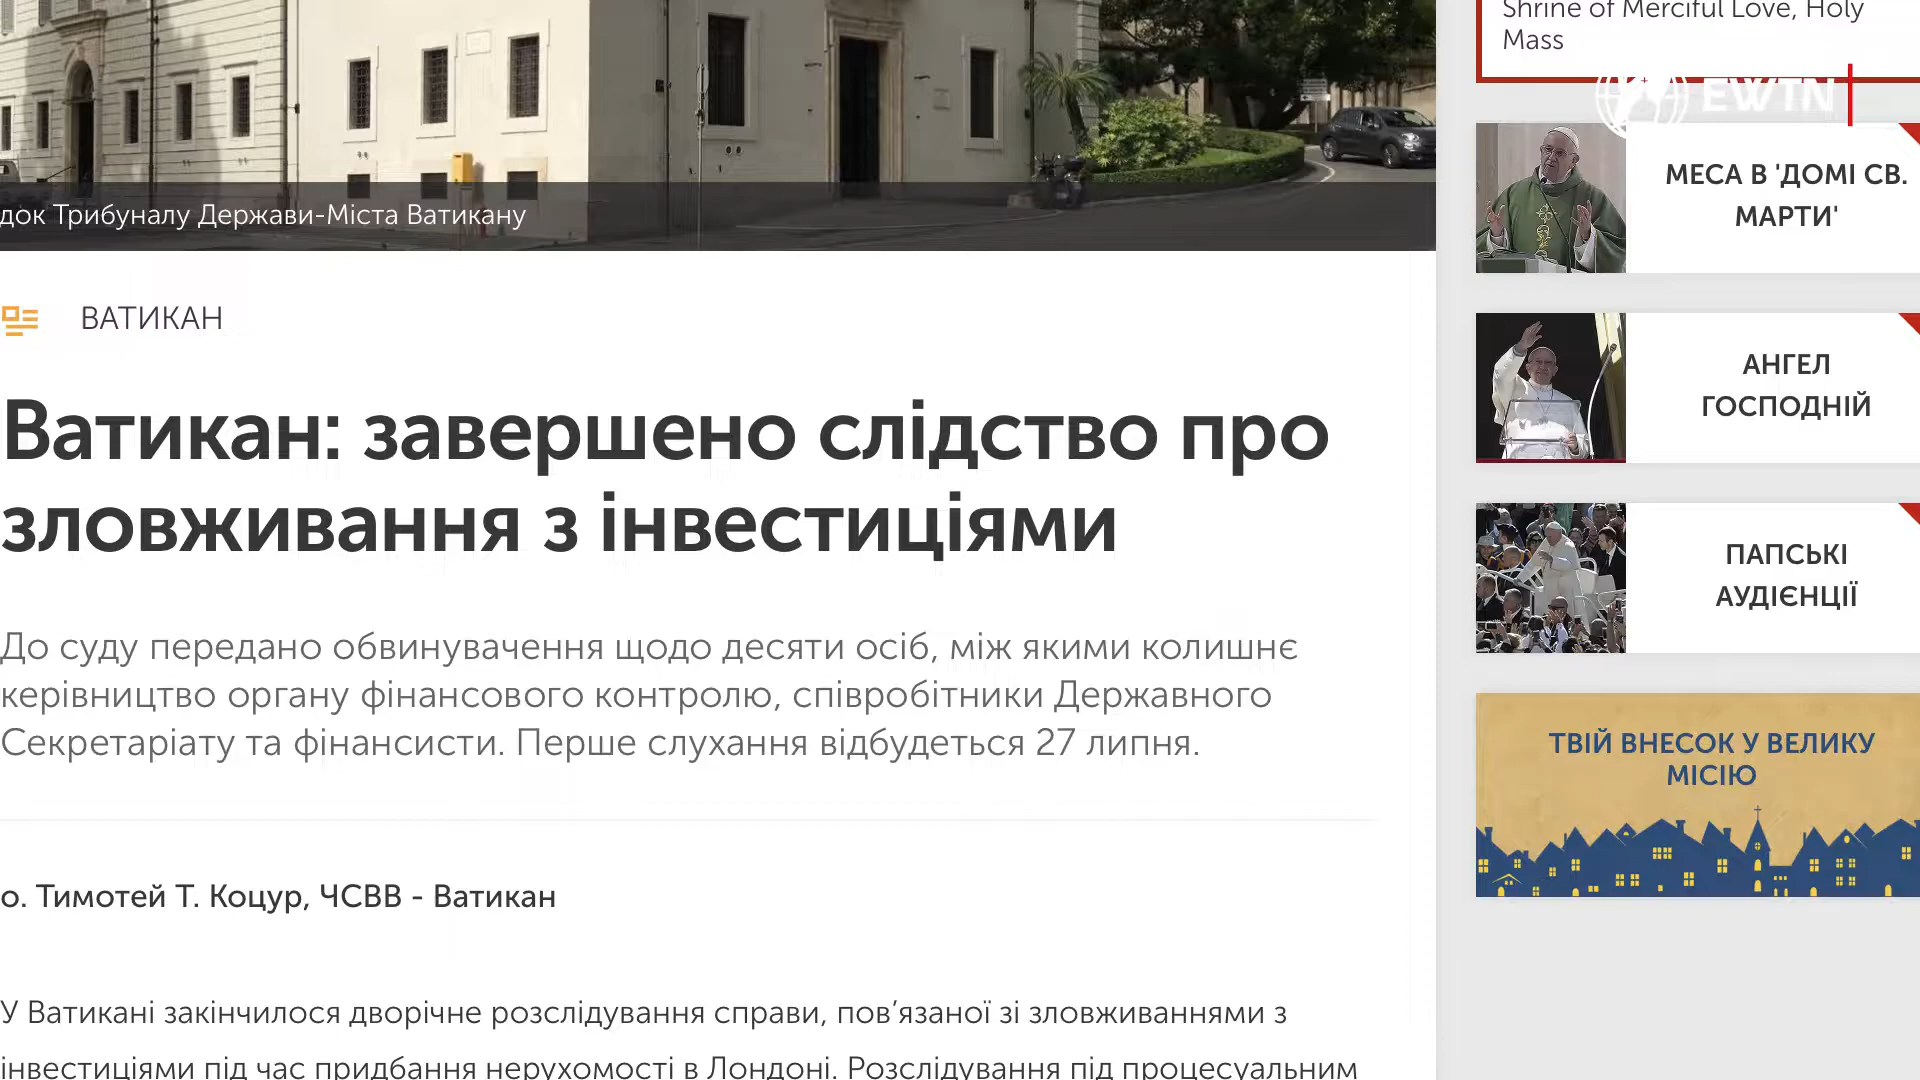 Shrine of Merciful Love, Holy
Mass
EWTN
МЕСА В 'ДОМІ СВ.
МАРТИ'
АНГЕЛ
ГОСПОДНІЙ
ПАПСЬКІ
АУДІЄНЦІЇ
ТВІЙ ВНЕСОК У ВЕЛИКУ
МІСІЮ
док Трибуналу Держави-Міста Ватикану
ВАТИКАН
Ватикан: завершено слідство про
зловживання з інвестиціями
До суду передано обвинувачення щодо десяти осіб, між якими колишнє
керівництво органу фінансового контролю, співробітники Державного
Секретаріату та фінансисти. Перше слухання відбудеться 27 липня.
о. Тимотей Т. Коцур, ЧСВВ - Ватикан
У Ватикані закінчилося дворічне розслідування справи, пов’язаної зі зловживаннями з
інвестиціями під час придбання нерухомості в Лондоні. Розслідування під процесуальним